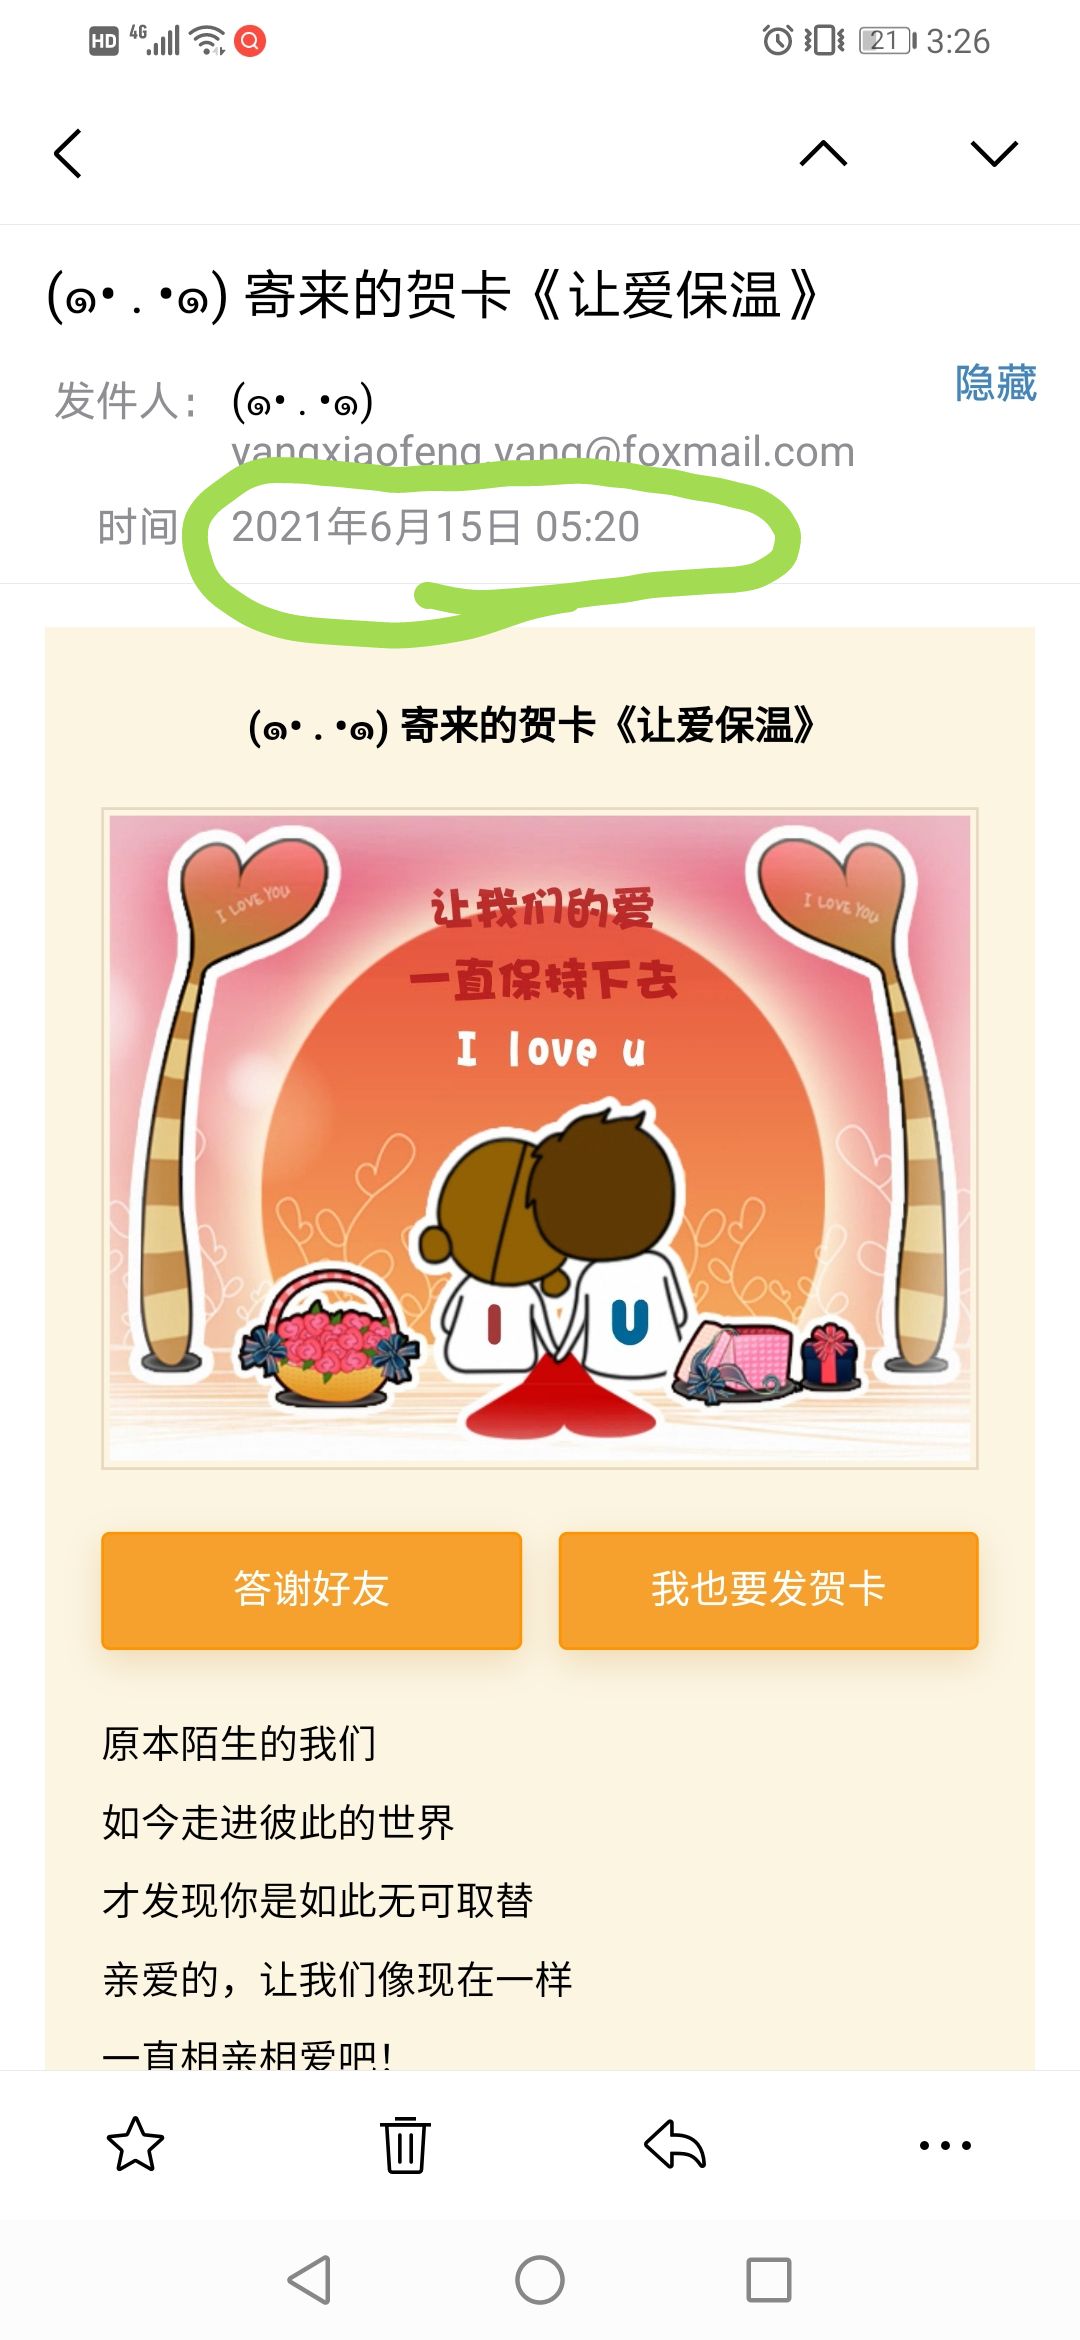 HD 4G 21 3:26
(๑• . •๑) 寄来的贺卡《让爱保温》
发件人: (๑• . •๑) 隐藏
yangxiaofeng.yang@foxmail.com
时间 2021年6月15日 05:20
(๑• . •๑) 寄来的贺卡《让爱保温》
I LOVE YOU I LOVE YOU
让我们的爱
一直保持下去
I love u
I U
答谢好友 我也要发贺卡
原本陌生的我们
如今走进彼此的世界
才发现你是如此无可取替
亲爱的，让我们像现在一样
一直相亲相爱吧!